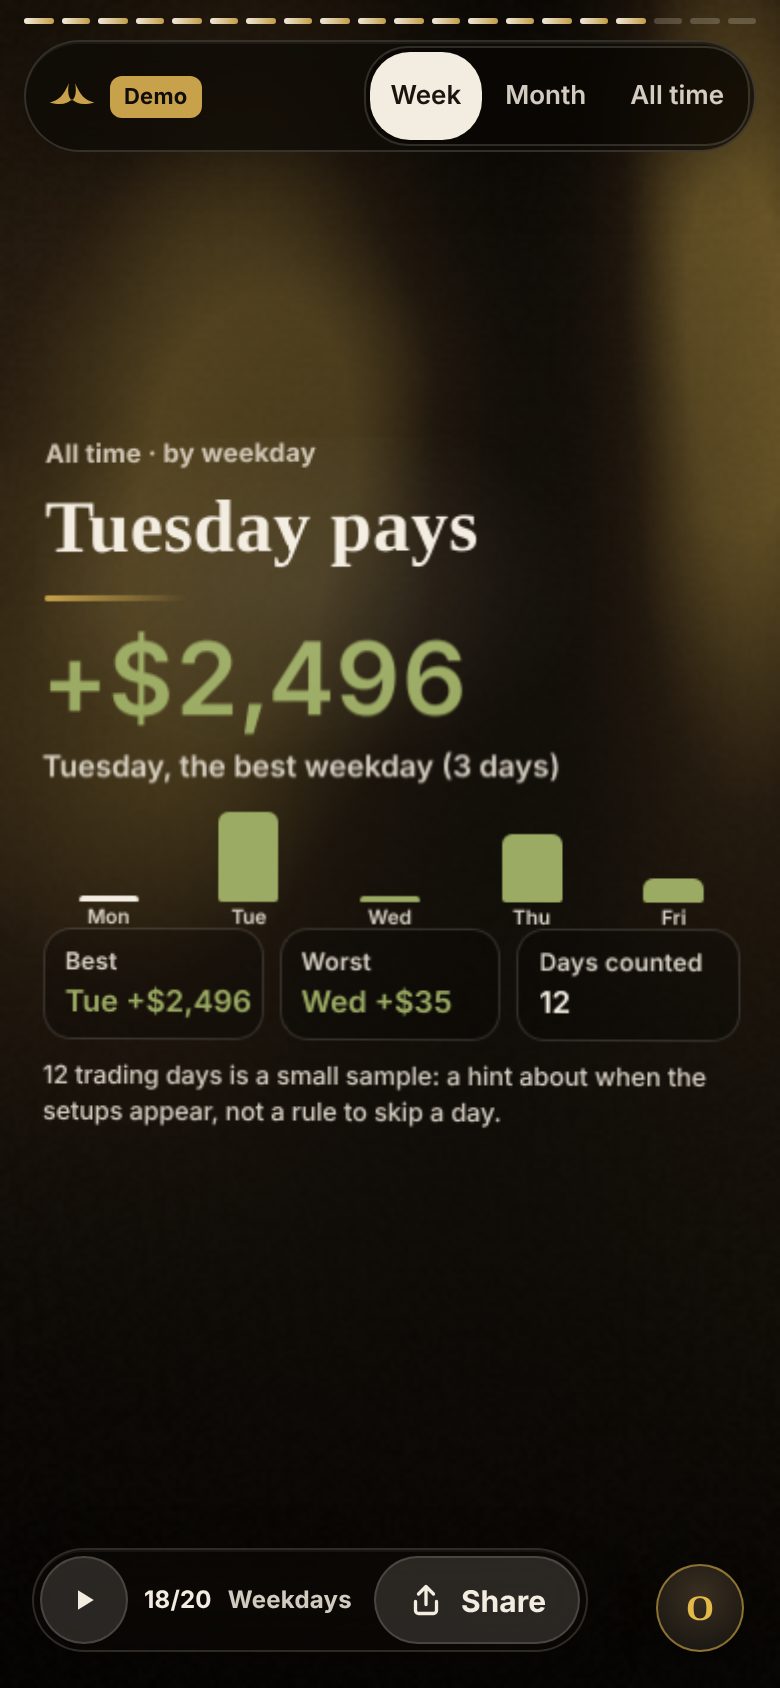 Demo
Week Month All time
All time · by weekday
Tuesday pays
+$2,496
Tuesday, the best weekday (3 days)
Mon Tue Wed Thu Fri
Best Worst Days counted
Tue +$2,496 Wed +$35 12
12 trading days is a small sample: a hint about when the
setups appear, not a rule to skip a day.
18/20 Weekdays Share O